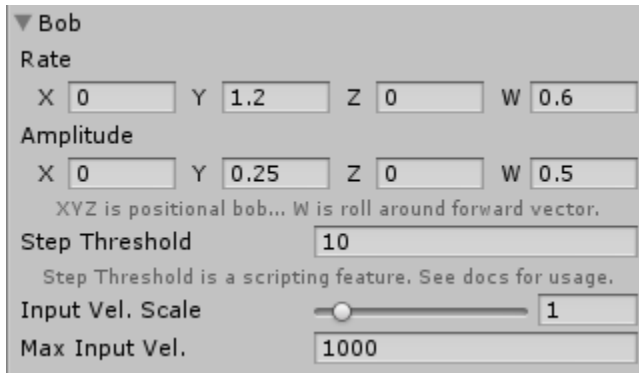 Bob
Rate
X 0 Y 1.2 Z 0 W 0.6
Amplitude
X 0 Y 0.25 Z 0 W 0.5
XYZ is positional bob... W is roll around forward vector.
Step Threshold 10
Step Threshold is a scripting feature. See docs for usage.
Input Vel. Scale 1
Max Input Vel. 1000